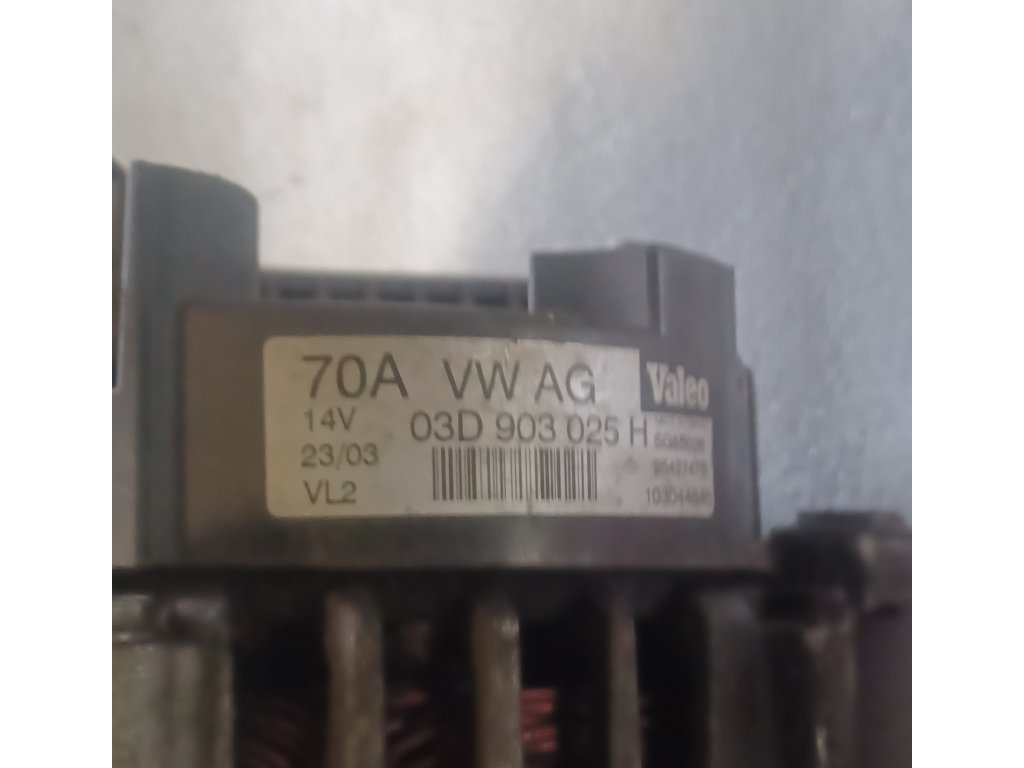 70A VW AG Valeo
14V 03D 903 025 H
23/03
VL2